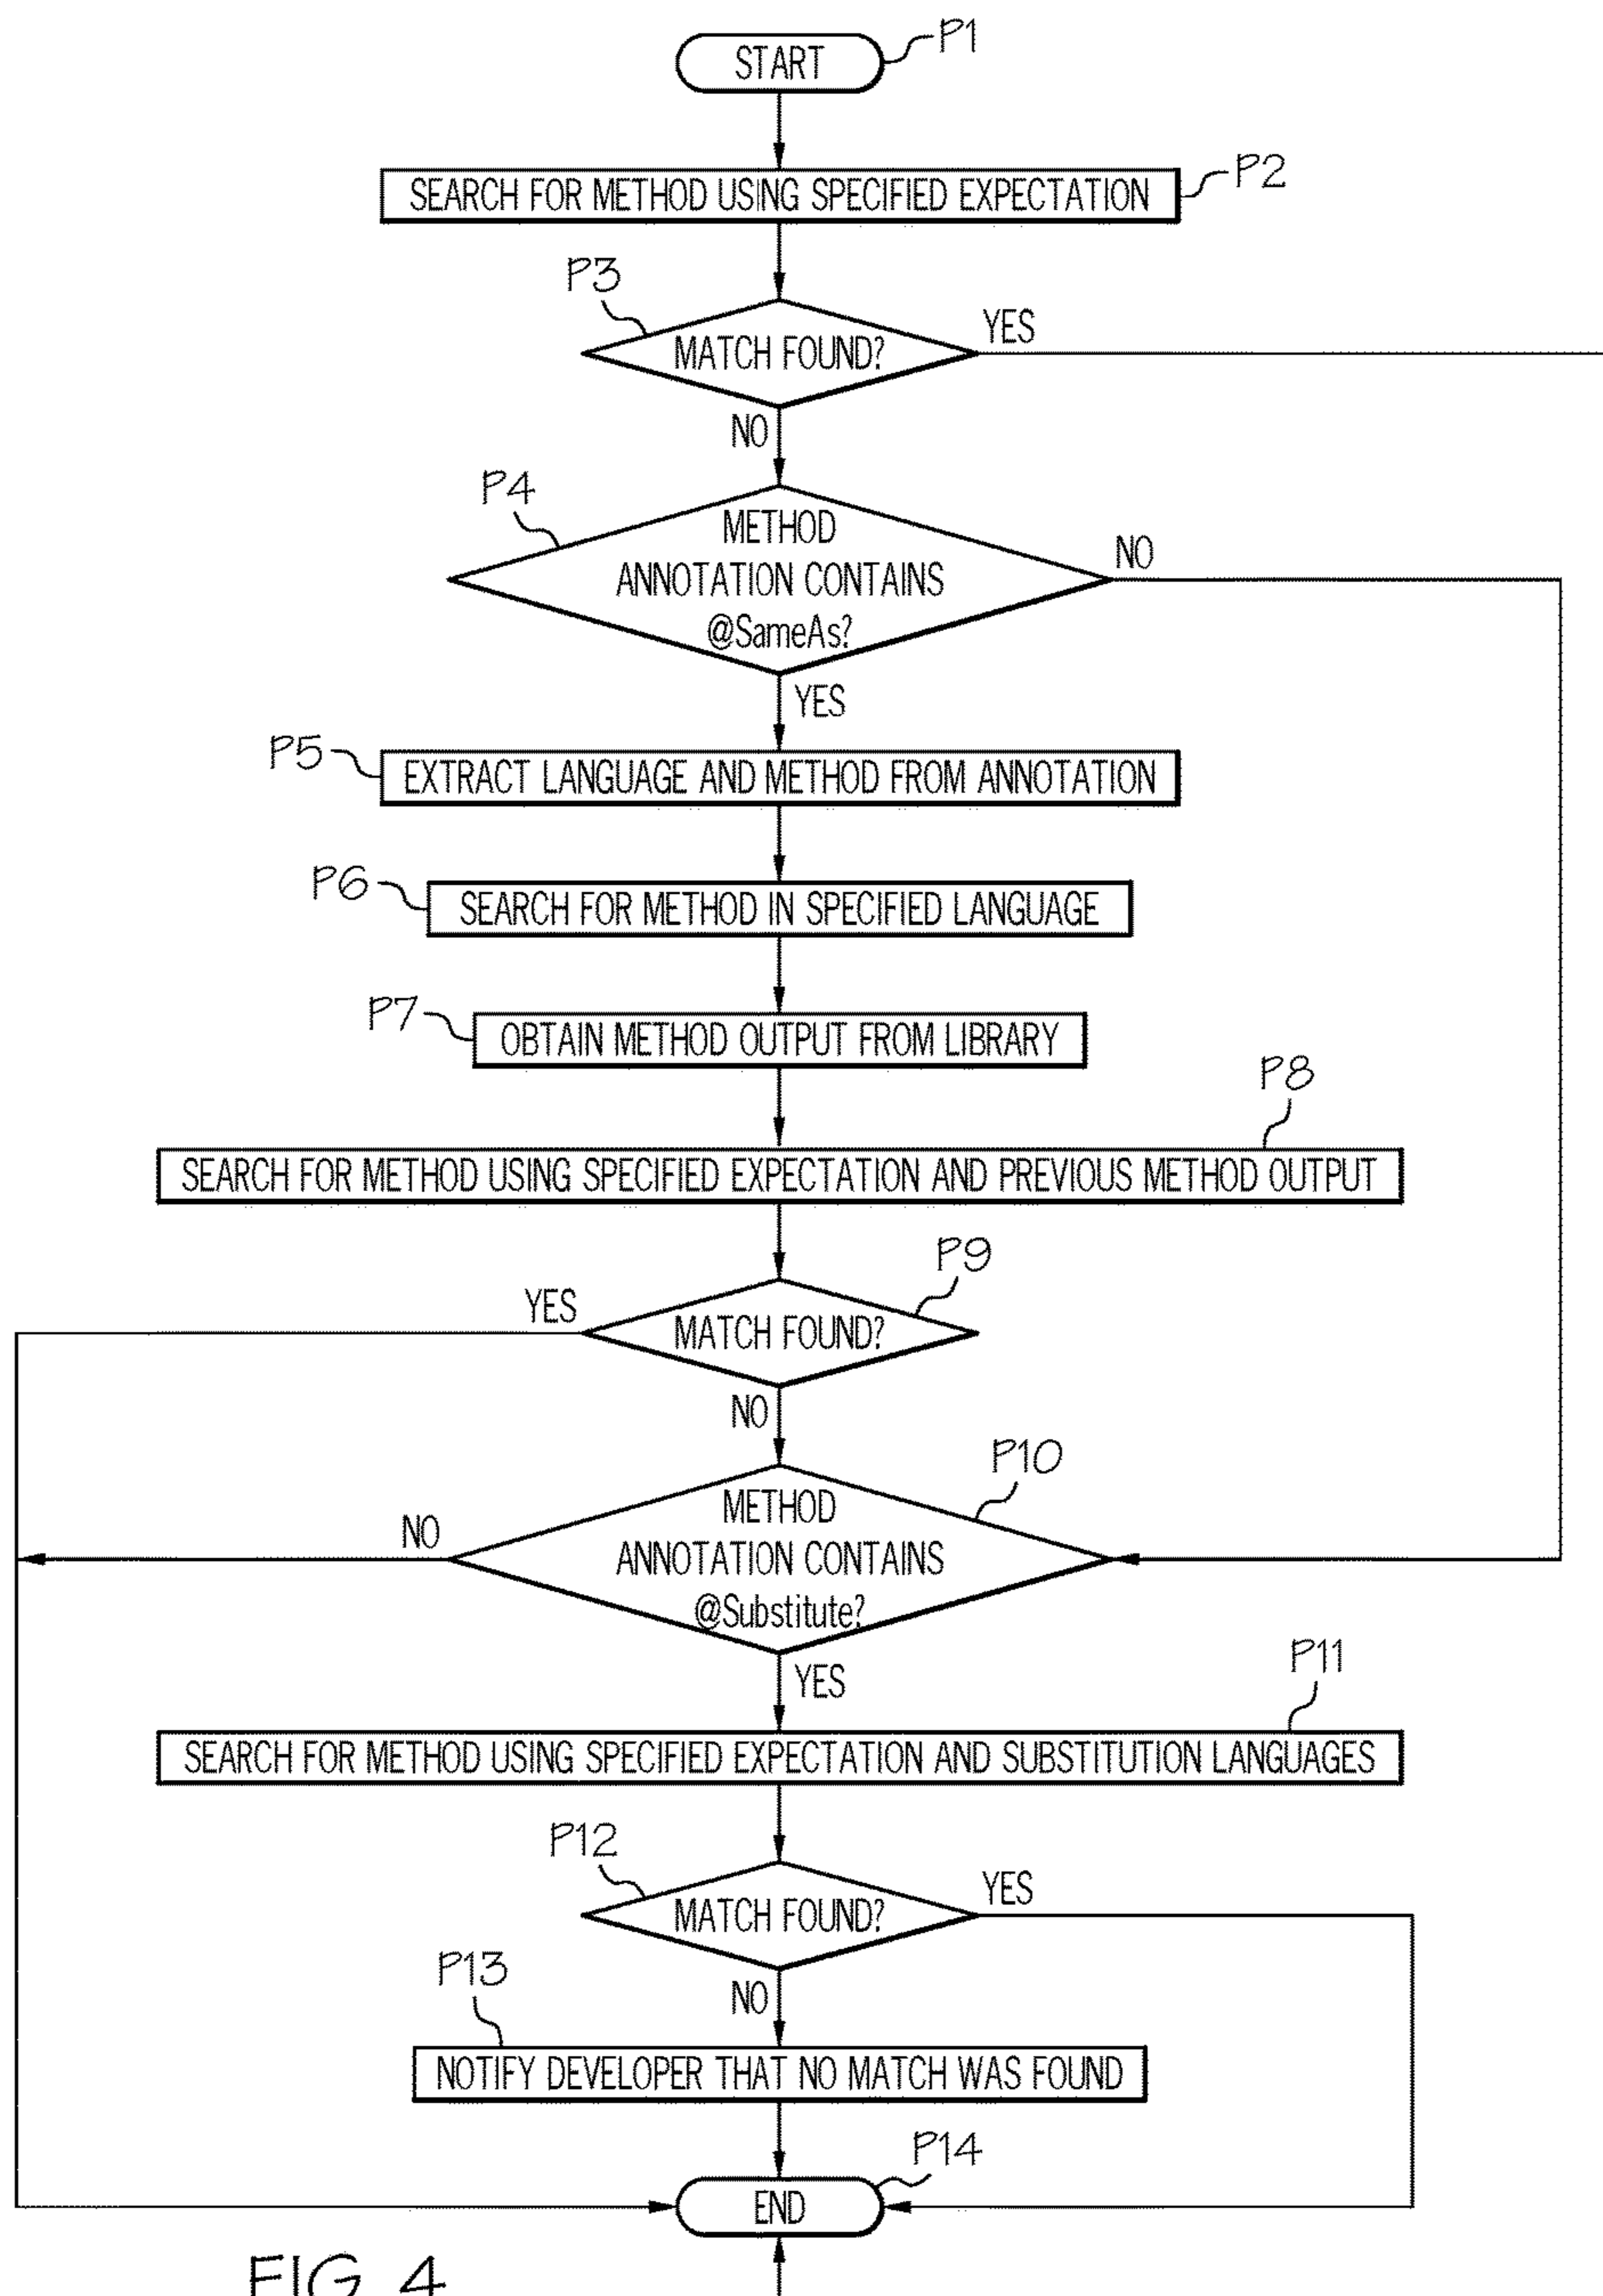 START
P1
SEARCH FOR METHOD USING SPECIFIED EXPECTATION
P2
P3
MATCH FOUND?
YES
NO
P4
METHOD
ANNOTATION CONTAINS
@SameAs?
NO
YES
P5
EXTRACT LANGUAGE AND METHOD FROM ANNOTATION
P6
SEARCH FOR METHOD IN SPECIFIED LANGUAGE
P7
OBTAIN METHOD OUTPUT FROM LIBRARY
P8
SEARCH FOR METHOD USING SPECIFIED EXPECTATION AND PREVIOUS METHOD OUTPUT
P9
YES
MATCH FOUND?
NO
P10
NO
METHOD
ANNOTATION CONTAINS
@Substitute?
YES
P11
SEARCH FOR METHOD USING SPECIFIED EXPECTATION AND SUBSTITUTION LANGUAGES
P12
MATCH FOUND?
YES
NO
P13
NOTIFY DEVELOPER THAT NO MATCH WAS FOUND
P14
END
FIG 4